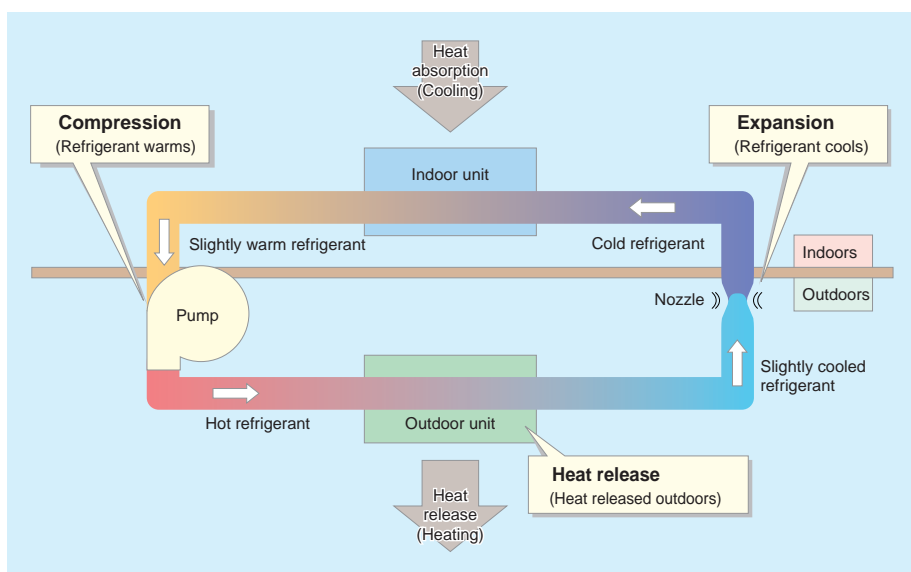 Heat
absorption
(Cooling)
Compression
(Refrigerant warms)
Expansion
(Refrigerant cools)
Indoor unit
Slightly warm refrigerant
Cold refrigerant
Indoors
Outdoors
Nozzle
Pump
Slightly cooled
refrigerant
Hot refrigerant
Outdoor unit
Heat release
(Heat released outdoors)
Heat
release
(Heating)